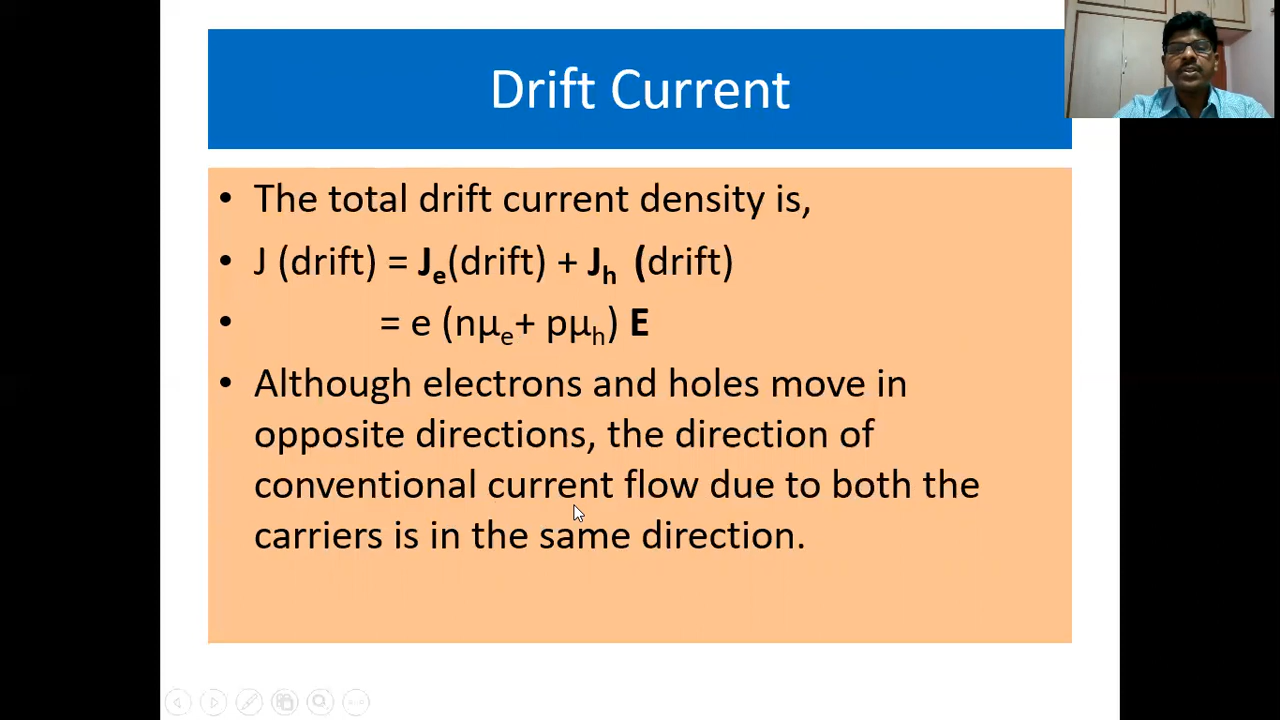 Drift Current
• The total drift current density is,
• J (drift) = Jₑ(drift) + Jₕ (drift)
• = e (nμₑ+ pμₕ) E
• Although electrons and holes move in
opposite directions, the direction of
conventional current flow due to both the
carriers is in the same direction.